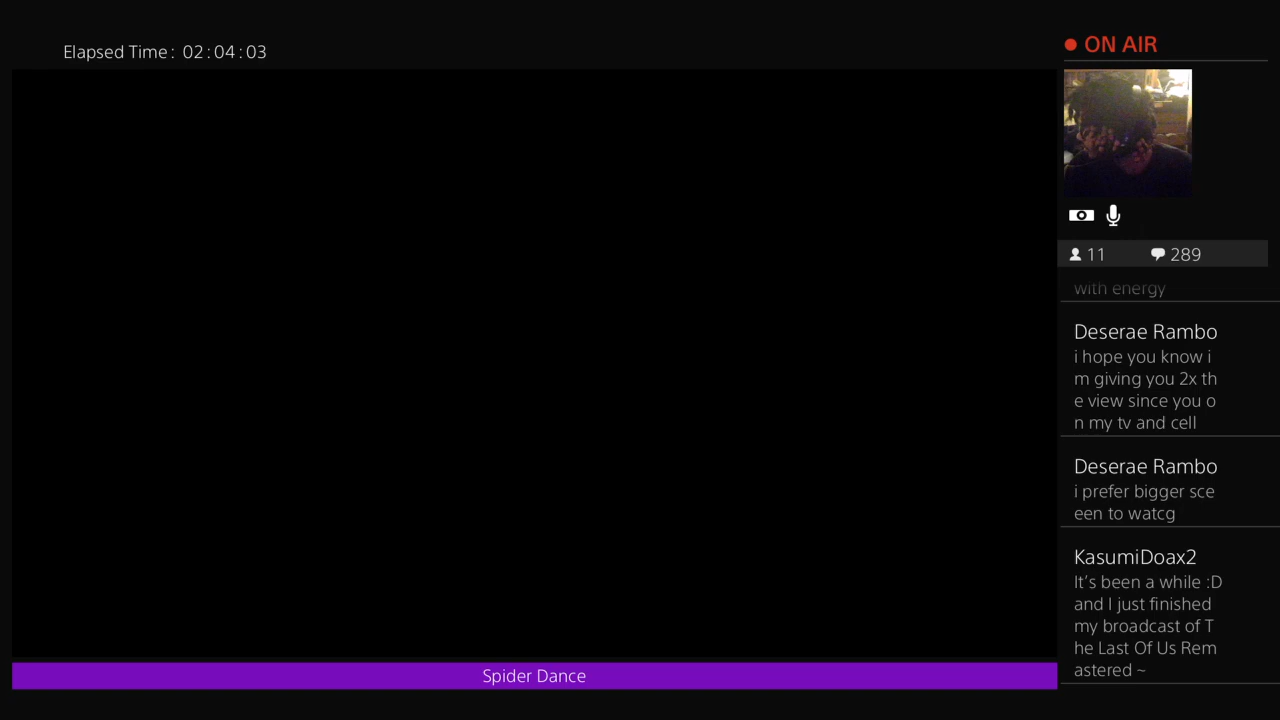 Elapsed Time: 02:04:03
ON AIR
11 289
with energy
Deserae Rambo
i hope you know i
m giving you 2x th
e view since you o
n my tv and cell
Deserae Rambo
i prefer bigger sce
een to watcg
KasumiDoax2
It's been a while :D
and I just finished
my broadcast of T
he Last Of Us Rem
astered ~
Spider Dance